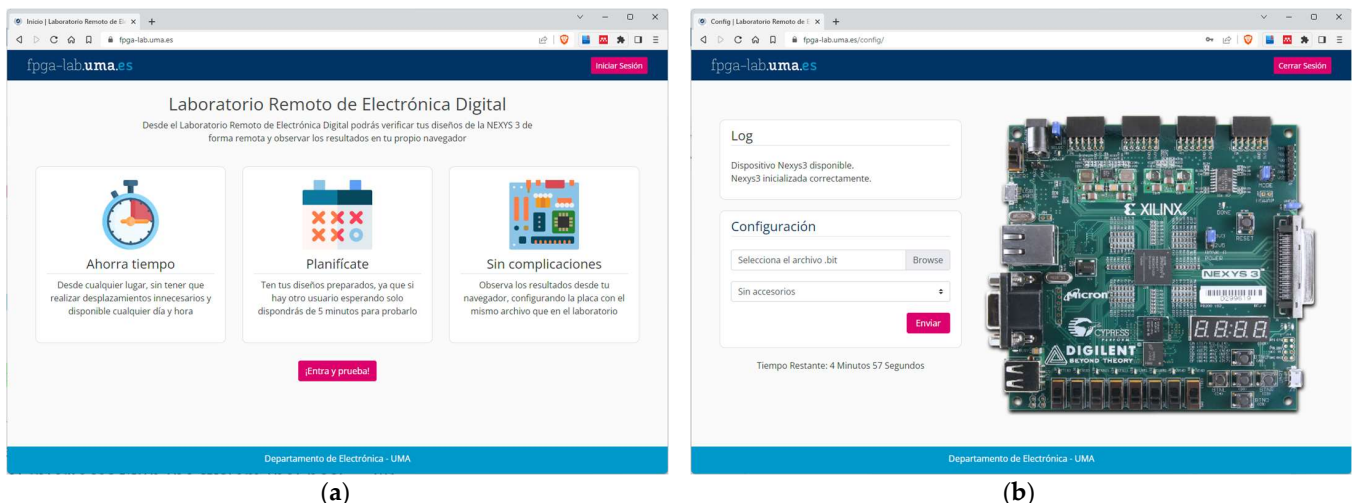 Inicio | Laboratorio Remoto de El
fpga-lab.uma.es
fpga-lab.uma.es
Iniciar Sesión
Laboratorio Remoto de Electrónica Digital
Desde el Laboratorio Remoto de Electrónica Digital podrás verificar tus diseños de la NEXYS 3 de
forma remota y observar los resultados en tu propio navegador
Ahorra tiempo
Desde cualquier lugar, sin tener que
realizar desplazamientos innecesarios y
disponible cualquier día y hora
Planifícate
Ten tus diseños preparados, ya que si
hay otro usuario esperando solo
dispondrás de 5 minutos para probarlo
Sin complicaciones
Observa los resultados desde tu
navegador, configurando la placa con el
mismo archivo que en el laboratorio
¡Entra y prueba!
Departamento de Electrónica - UMA
(a)
Config | Laboratorio Remoto de
fpga-lab.uma.es/config/
fpga-lab.uma.es
Cerrar Sesión
Log
Dispositivo Nexys3 disponible.
Nexys3 inicializada correctamente.
Configuración
Selecciona el archivo .bit
Browse
Sin accesorios
Enviar
Tiempo Restante: 4 Minutos 57 Segundos
MODE
DONE
XILINX
RESET
POWER
NEXYS 3
Micron
CYPRESS
PERFORM
DIGILENT
BEYOND THEORY
Departamento de Electrónica - UMA
(b)